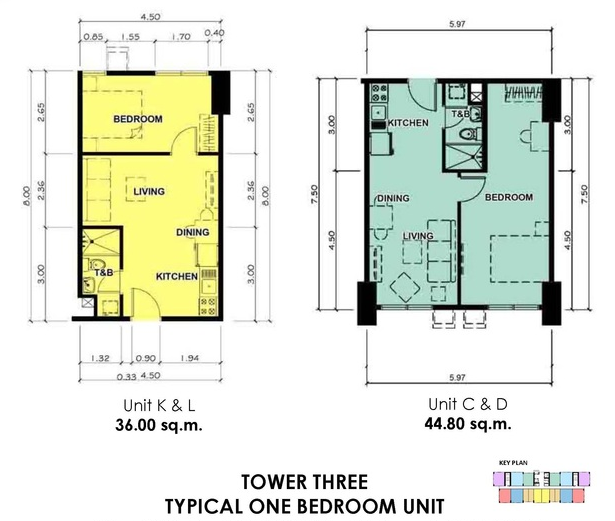 4.50
0.85 1.55 1.70 0.40
2.65
2.36
3.00
8.00
BEDROOM
LIVING
DINING
T&B
KITCHEN
2.65
2.36
3.00
8.00
1.32 0.90 1.94
0.33 4.50
Unit K & L
36.00 sq.m.
5.97
3.00
4.50
7.50
KITCHEN
T&B
DINING
LIVING
BEDROOM
3.00
4.50
7.50
5.97
Unit C & D
44.80 sq.m.
TOWER THREE
TYPICAL ONE BEDROOM UNIT
KEY PLAN